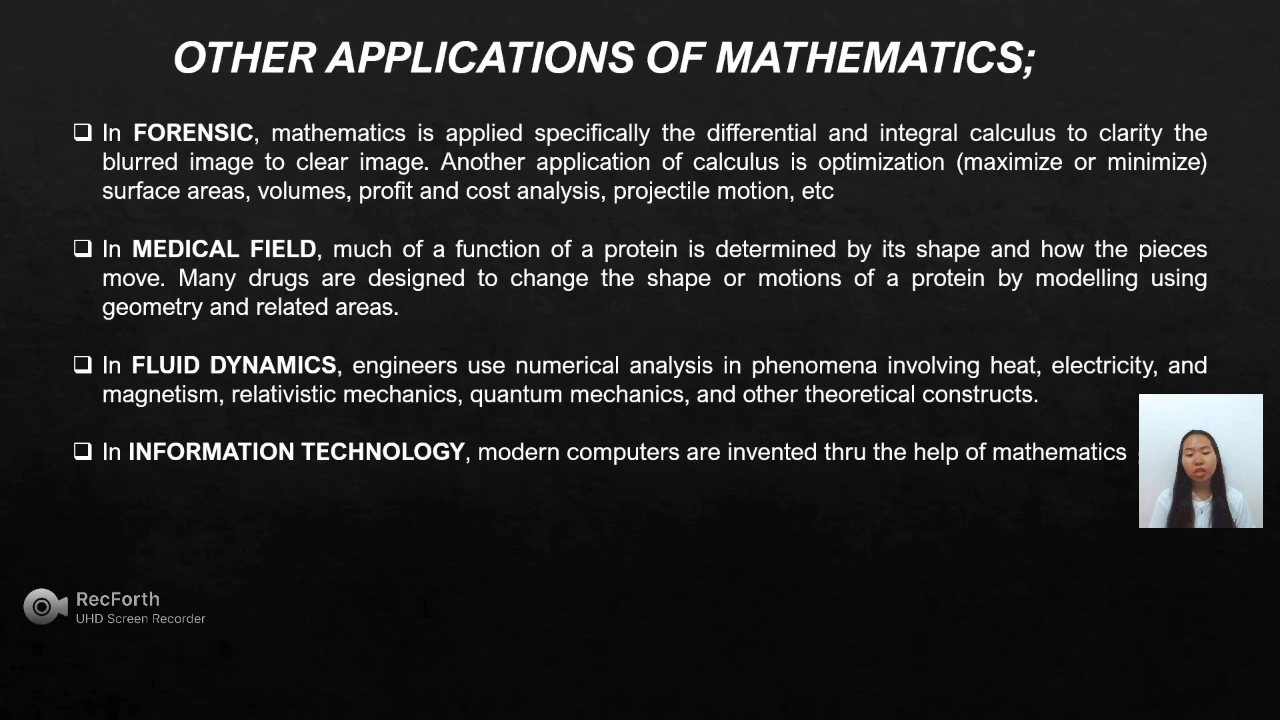 OTHER APPLICATIONS OF MATHEMATICS;
In FORENSIC, mathematics is applied specifically the differential and integral calculus to clarity the
blurred image to clear image. Another application of calculus is optimization (maximize or minimize)
surface areas, volumes, profit and cost analysis, projectile motion, etc
In MEDICAL FIELD, much of a function of a protein is determined by its shape and how the pieces
move. Many drugs are designed to change the shape or motions of a protein by modelling using
geometry and related areas.
In FLUID DYNAMICS, engineers use numerical analysis in phenomena involving heat, electricity, and
magnetism, relativistic mechanics, quantum mechanics, and other theoretical constructs.
In INFORMATION TECHNOLOGY, modern computers are invented thru the help of mathematics
RecForth
UHD Screen Recorder